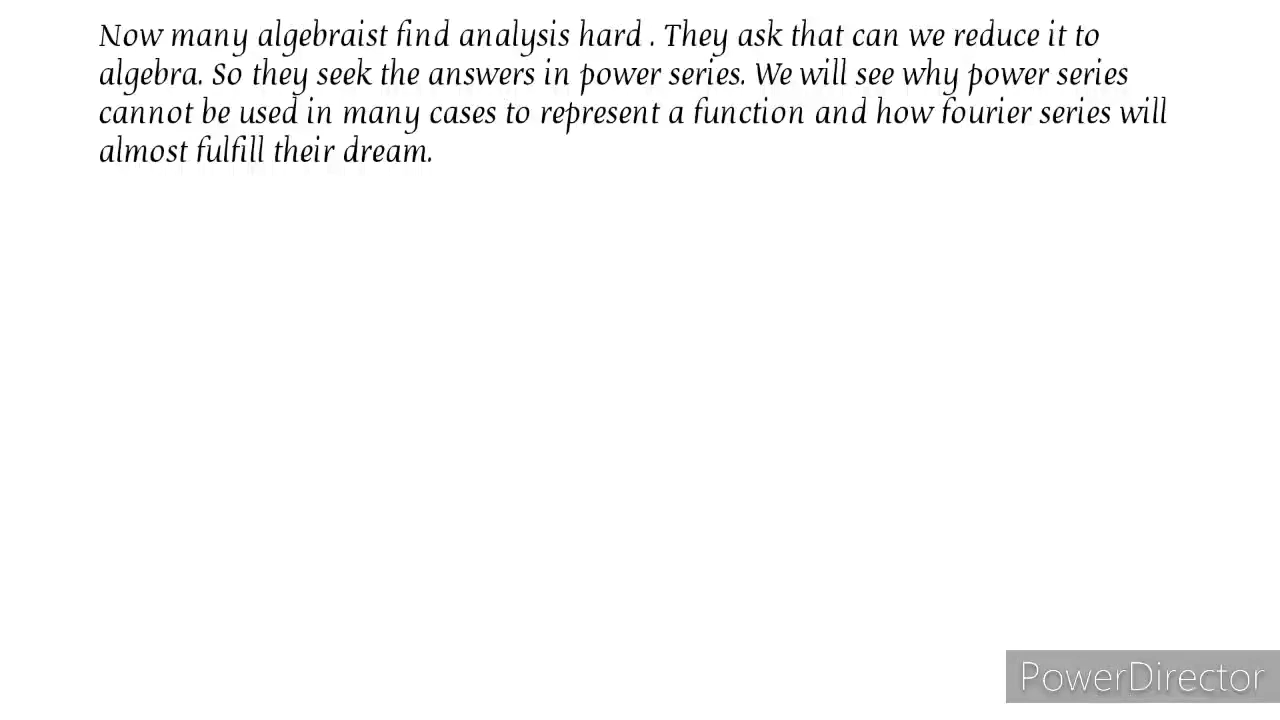 Now many algebraist find analysis hard . They ask that can we reduce it to
algebra. So they seek the answers in power series. We will see why power series
cannot be used in many cases to represent a function and how fourier series will
almost fulfill their dream.
PowerDirector